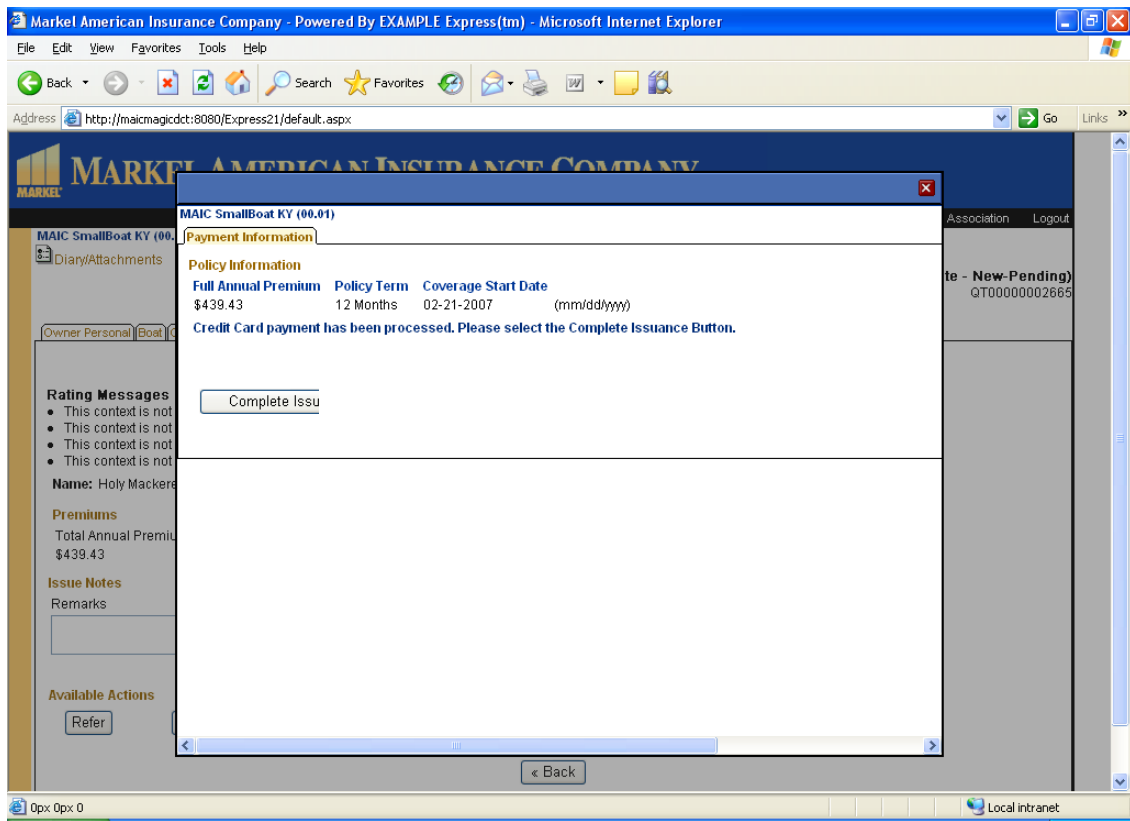 Markel American Insurance Company - Powered By EXAMPLE Express(tm) - Microsoft Internet Explorer
File Edit View Favorites Tools Help
Back Search Favorites
Address http://maicmagicdct:8080/Express21/default.aspx Go Links »
MARKEL AMERICAN INSURANCE COMPANY
MARKEL
Association Logout
MAIC SmallBoat KY (00.01)
MAIC SmallBoat KY (00.
Payment Information
Diary/Attachments
Policy Information
te - New-Pending)
Full Annual Premium Policy Term Coverage Start Date
QT00000002665
$439.43 12 Months 02-21-2007 (mm/dd/yyyy)
Credit Card payment has been processed. Please select the Complete Issuance Button.
Owner Personal Boat
Rating Messages
Complete Issu
• This context is not
• This context is not
• This context is not
• This context is not
Name: Holy Mackere
Premiums
Total Annual Premiu
$439.43
Issue Notes
Remarks
Available Actions
Refer
« Back
0px 0px 0 Local intranet